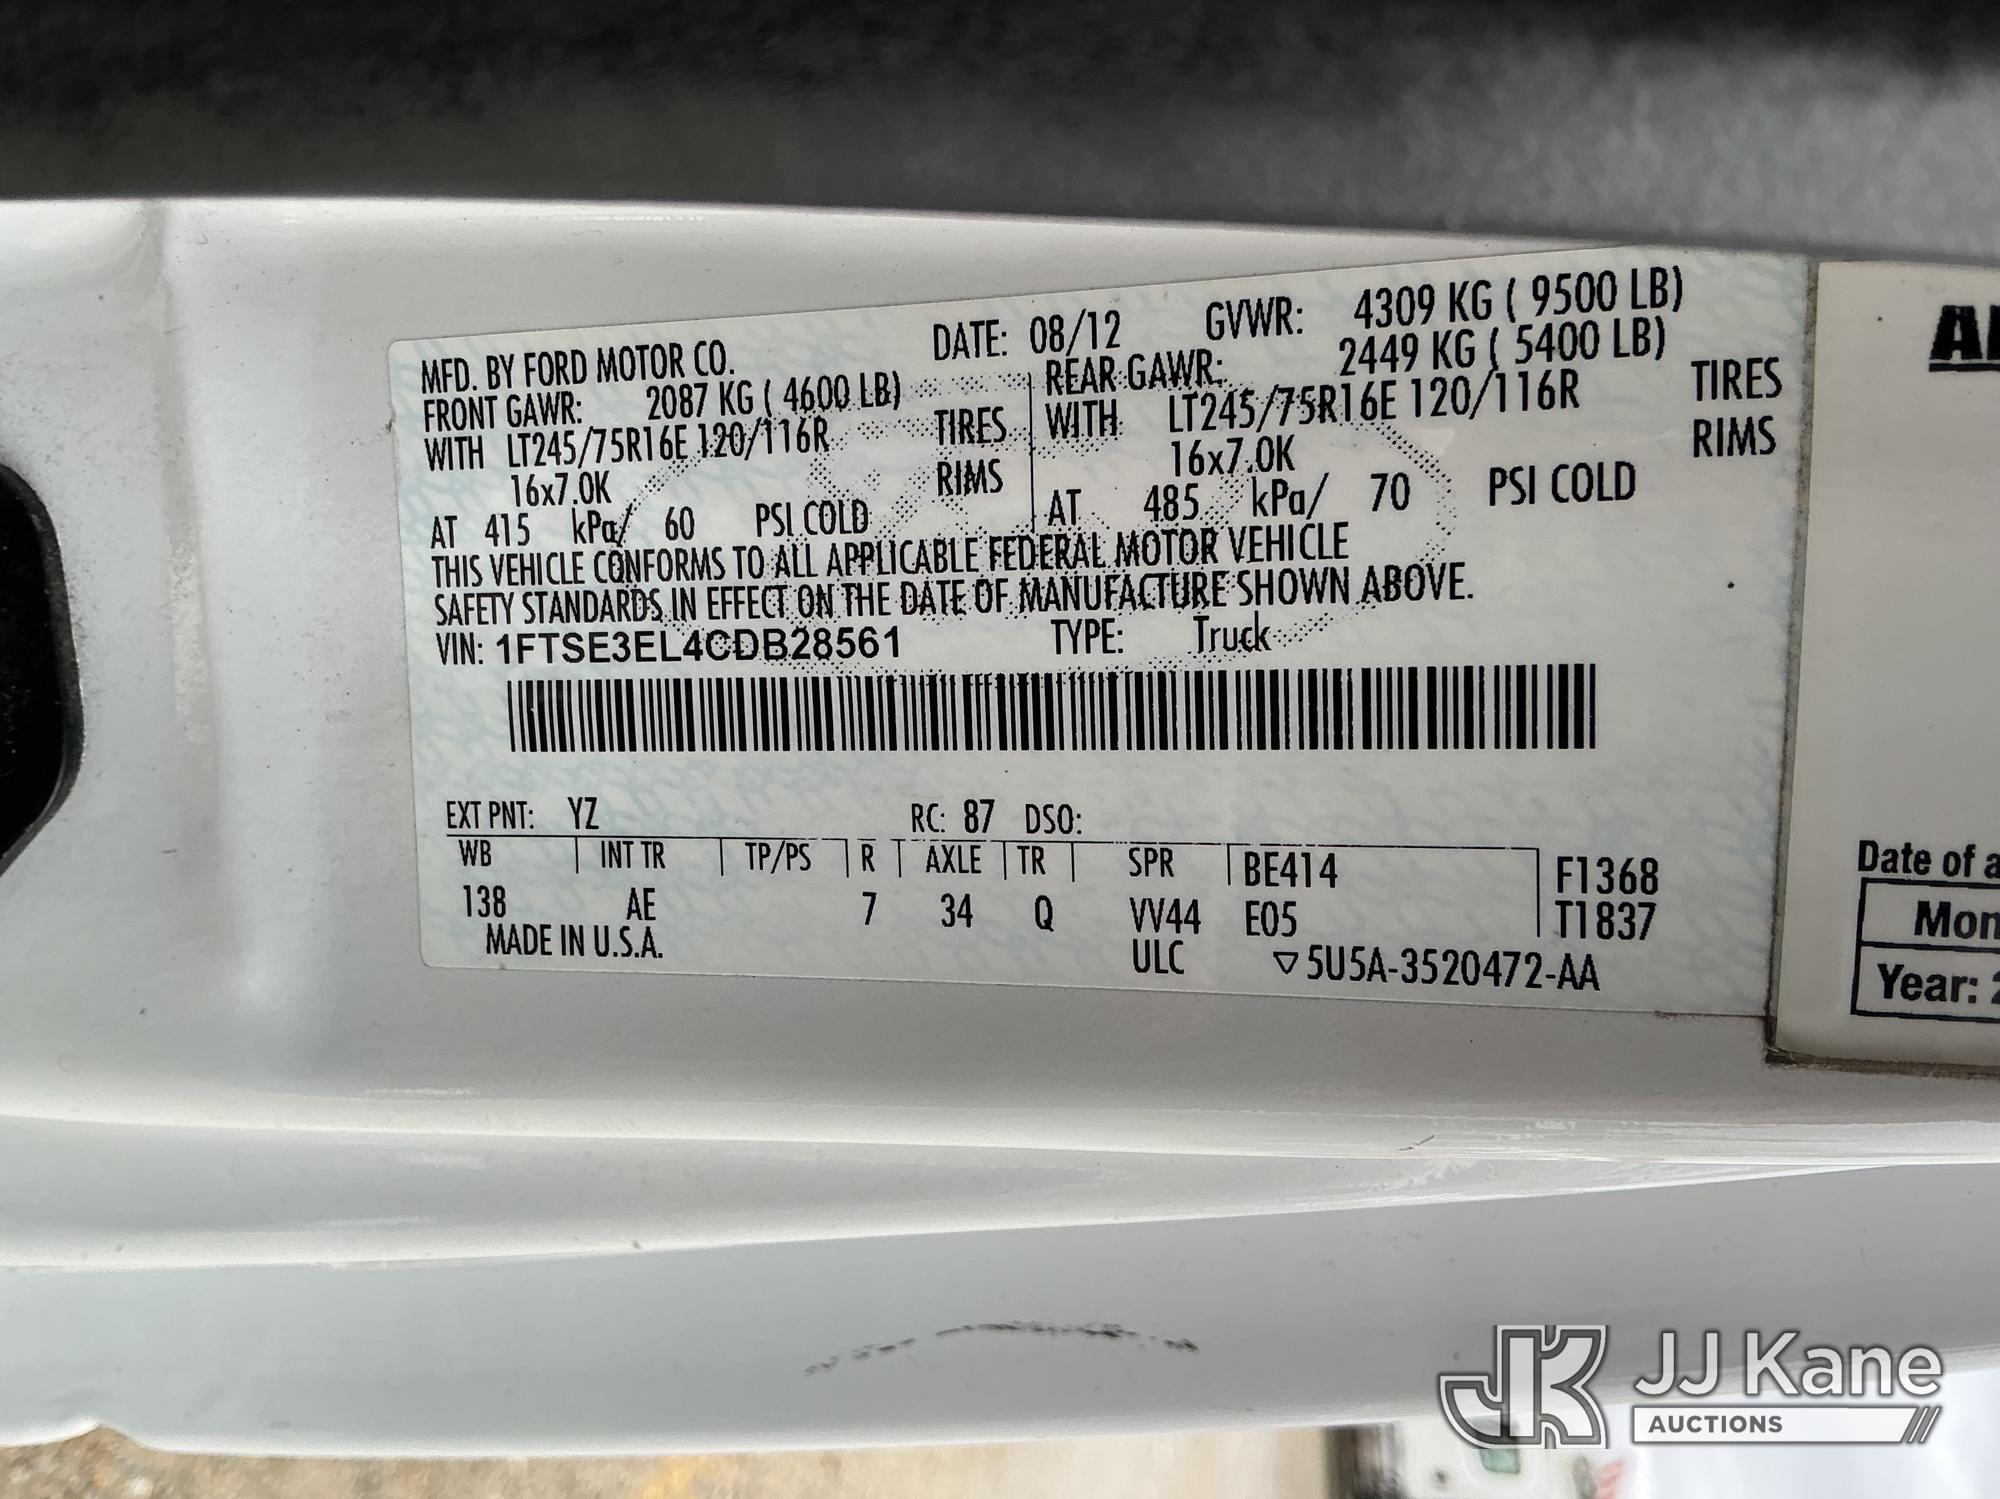 MFD. BY FORD MOTOR CO. DATE: 08/12 GVWR: 4309 KG ( 9500 LB)
FRONT GAWR: 2087 KG ( 4600 LB) REAR GAWR: 2449 KG ( 5400 LB)
WITH LT245/75R16E 120/116R TIRES WITH LT245/75R16E 120/116R TIRES
16x7.0K RIMS 16x7.0K RIMS
AT 415 kPa/ 60 PSI COLD AT 485 kPa/ 70 PSI COLD
THIS VEHICLE CONFORMS TO ALL APPLICABLE FEDERAL MOTOR VEHICLE
SAFETY STANDARDS IN EFFECT ON THE DATE OF MANUFACTURE SHOWN ABOVE.
VIN: 1FTSE3EL4CDB28561 TYPE: Truck
EXT PNT: YZ RC: 87 DSO:
WB INT TR TP/PS R AXLE TR SPR BE414 F1368
138 AE 7 34 Q VV44 E05 T1837
MADE IN U.S.A. ULC ▽5U5A-3520472-AA
Date of
Year:
JK JJ Kane
AUCTIONS